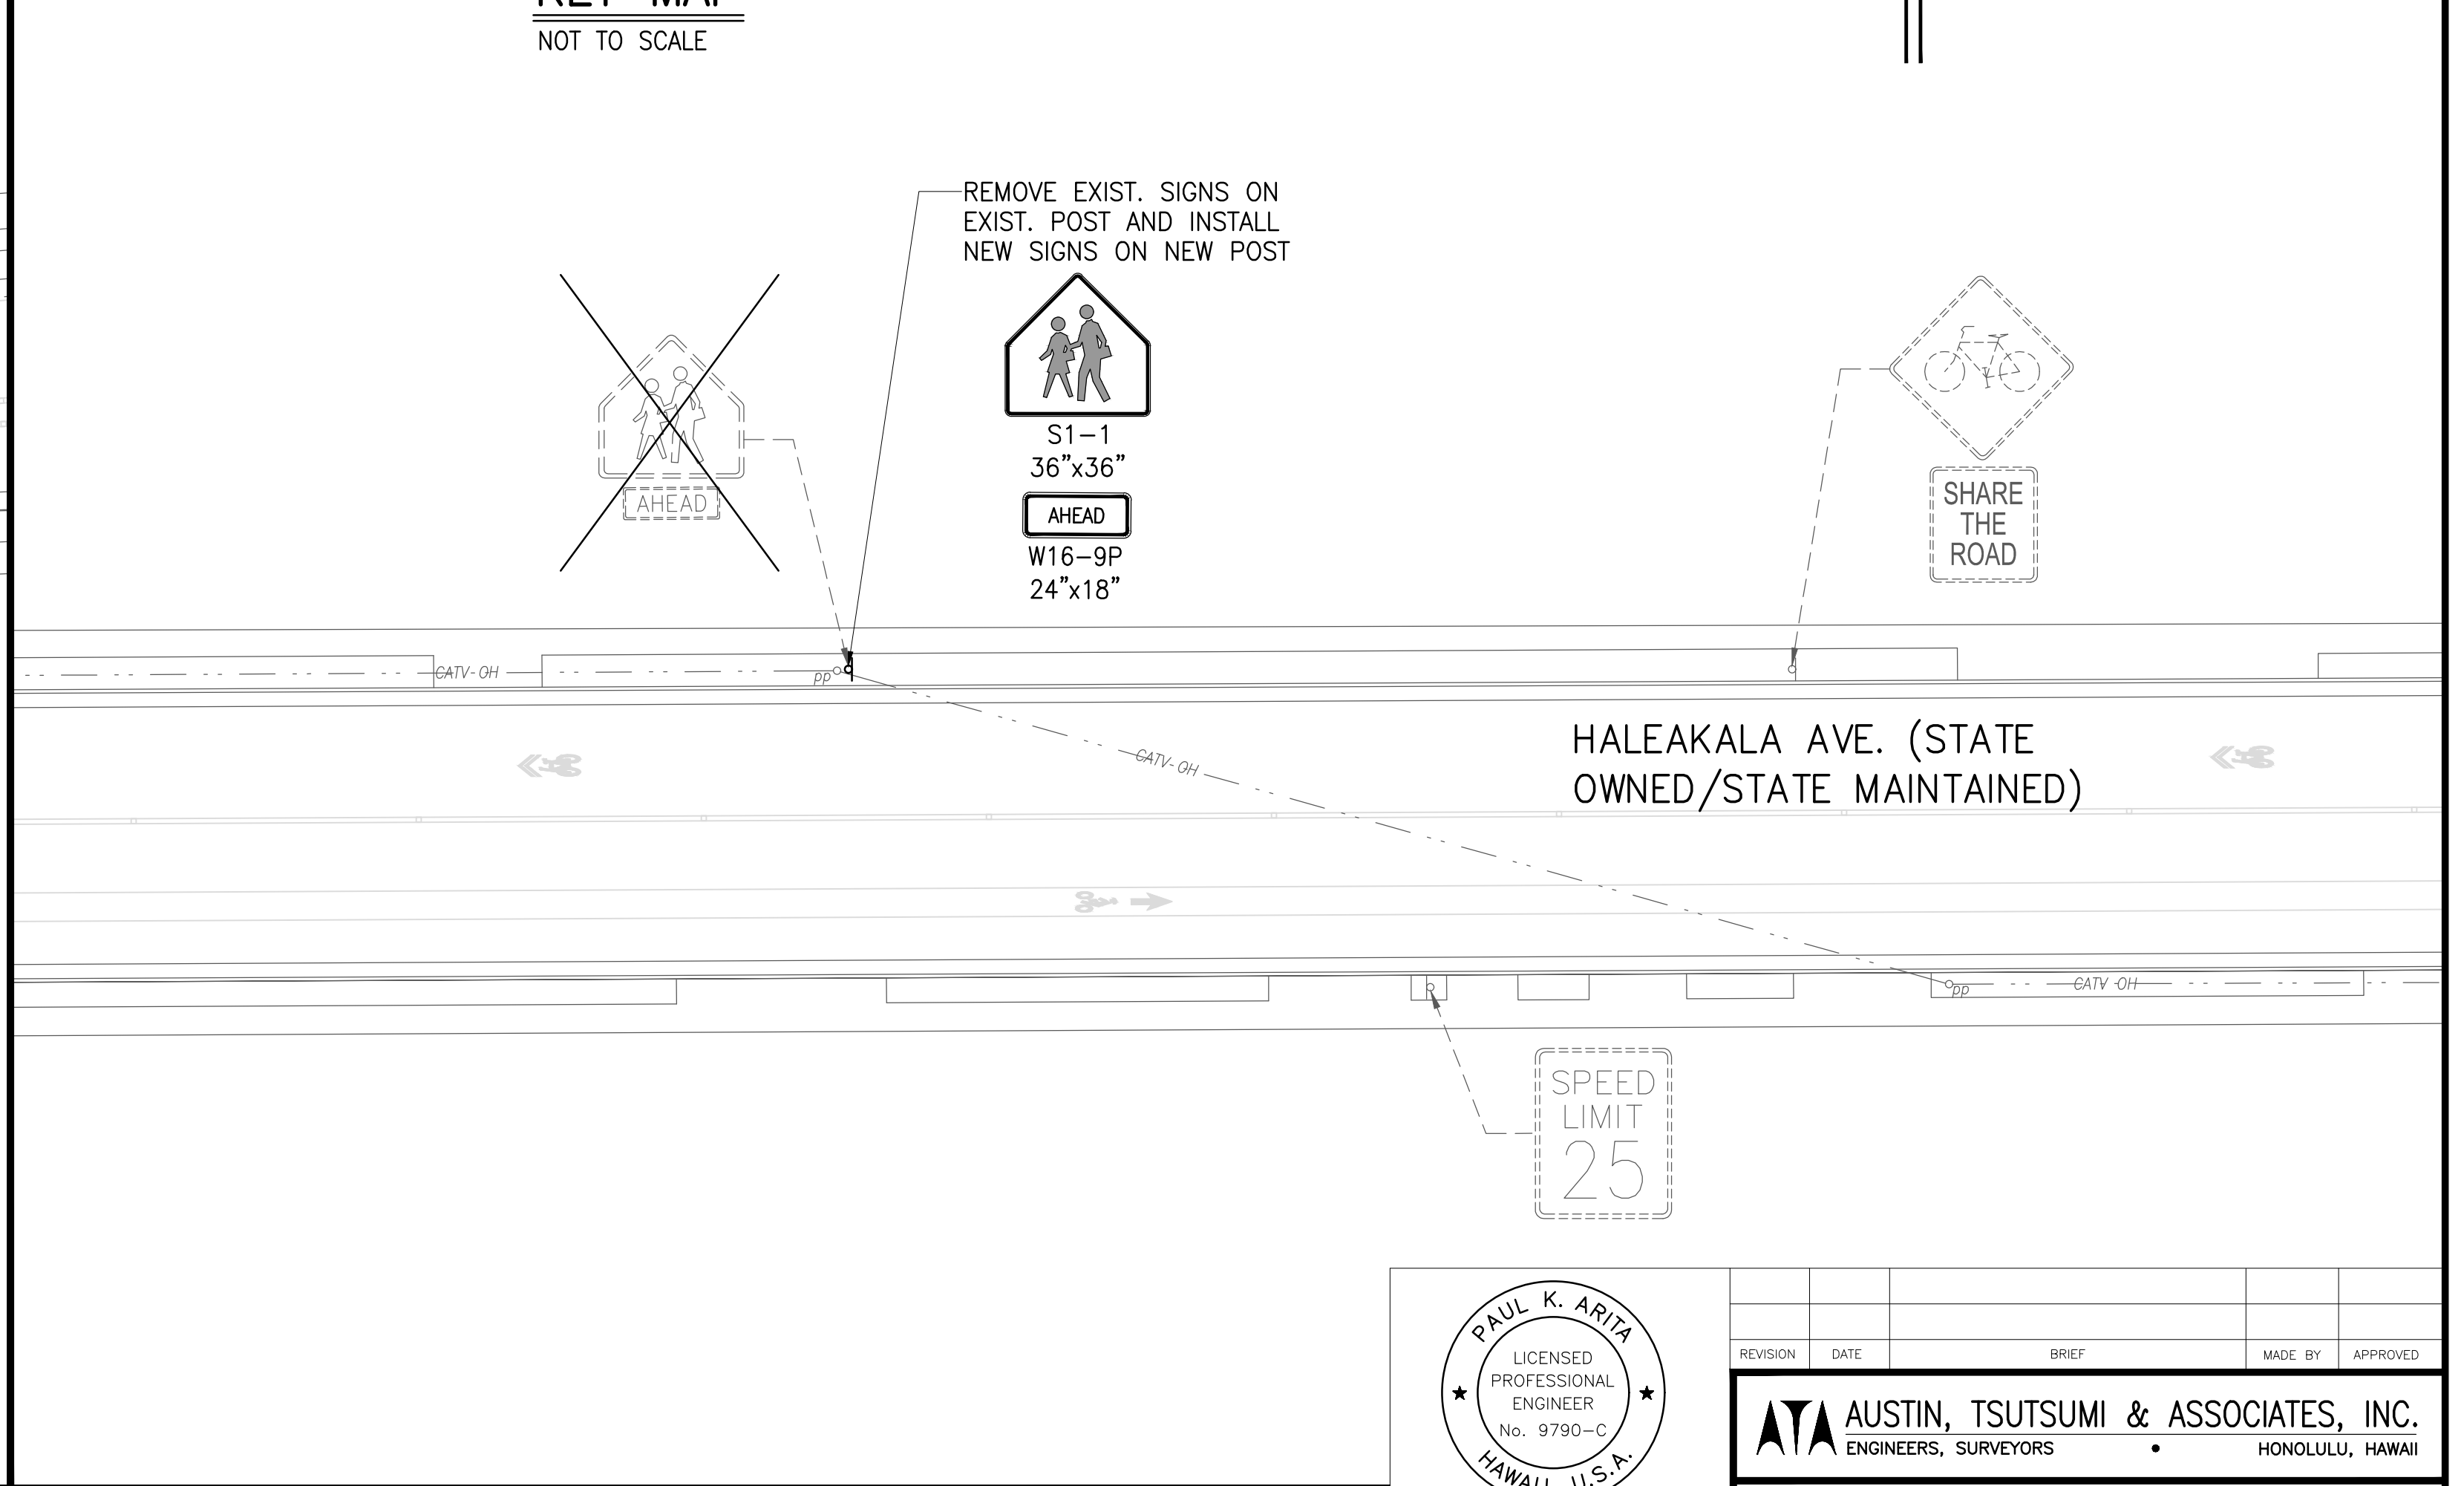 KEY MAP
NOT TO SCALE
REMOVE EXIST. SIGNS ON
EXIST. POST AND INSTALL
NEW SIGNS ON NEW POST
AHEAD
S1-1
36"x36"
AHEAD
W16-9P
24"x18"
SHARE
THE
ROAD
CATV-OH
pp
CATV-OH
HALEAKALA AVE. (STATE
OWNED/STATE MAINTAINED)
pp
CATV-OH
SPEED
LIMIT
25
PAUL K. ARITA
LICENSED
PROFESSIONAL
ENGINEER
No. 9790-C
HAWAII, U.S.A.
REVISION DATE BRIEF MADE BY APPROVED
ATA AUSTIN, TSUTSUMI & ASSOCIATES, INC.
ENGINEERS, SURVEYORS • HONOLULU, HAWAII